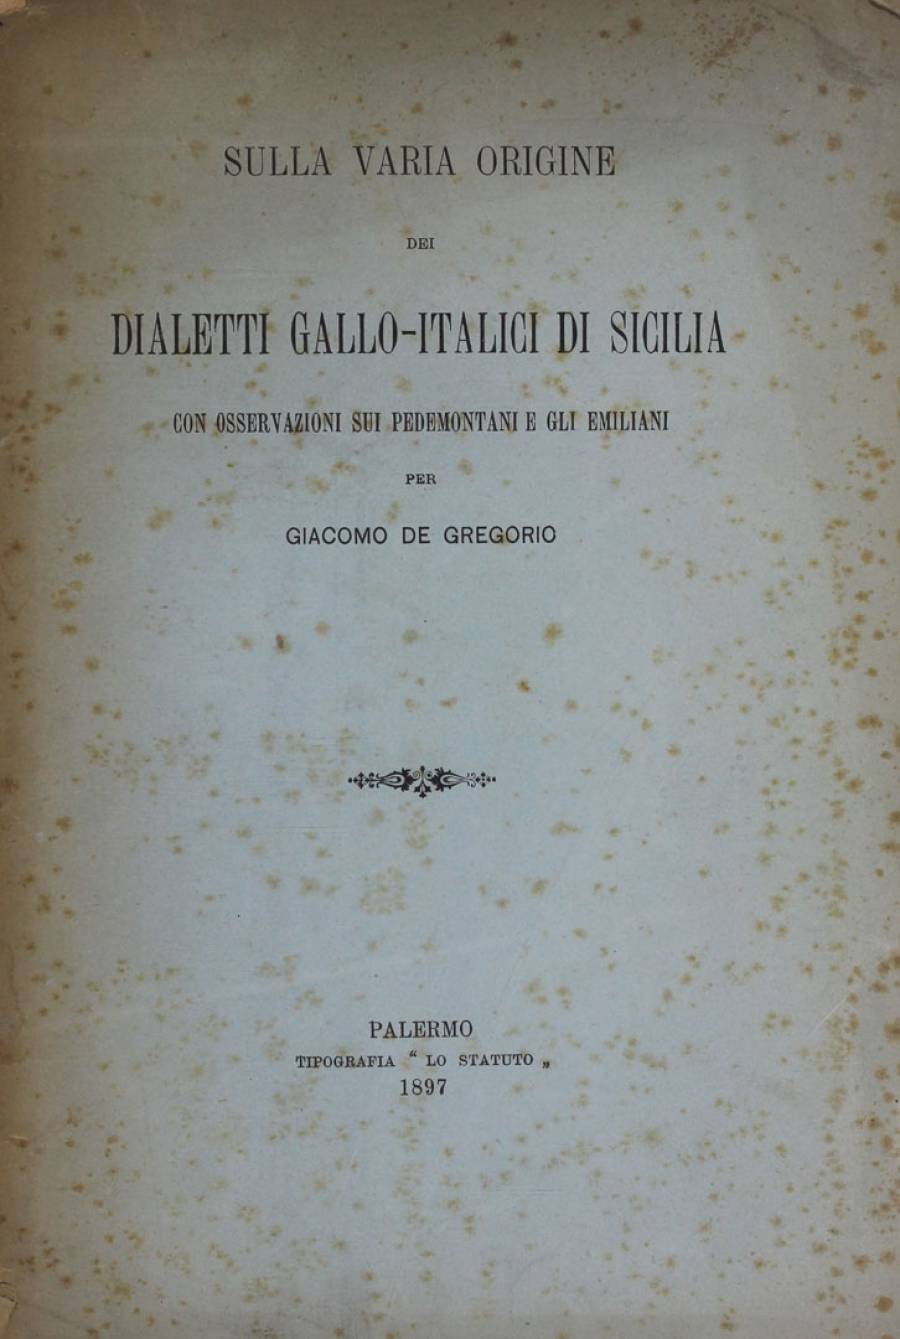 SULLA VARIA ORIGINE
DEI
DIALETTI GALLO-ITALICI DI SICILIA
CON OSSERVAZIONI SUI PEDEMONTANI E GLI EMILIANI
PER
GIACOMO DE GREGORIO
PALERMO
TIPOGRAFIA “ LO STATUTO „
1897